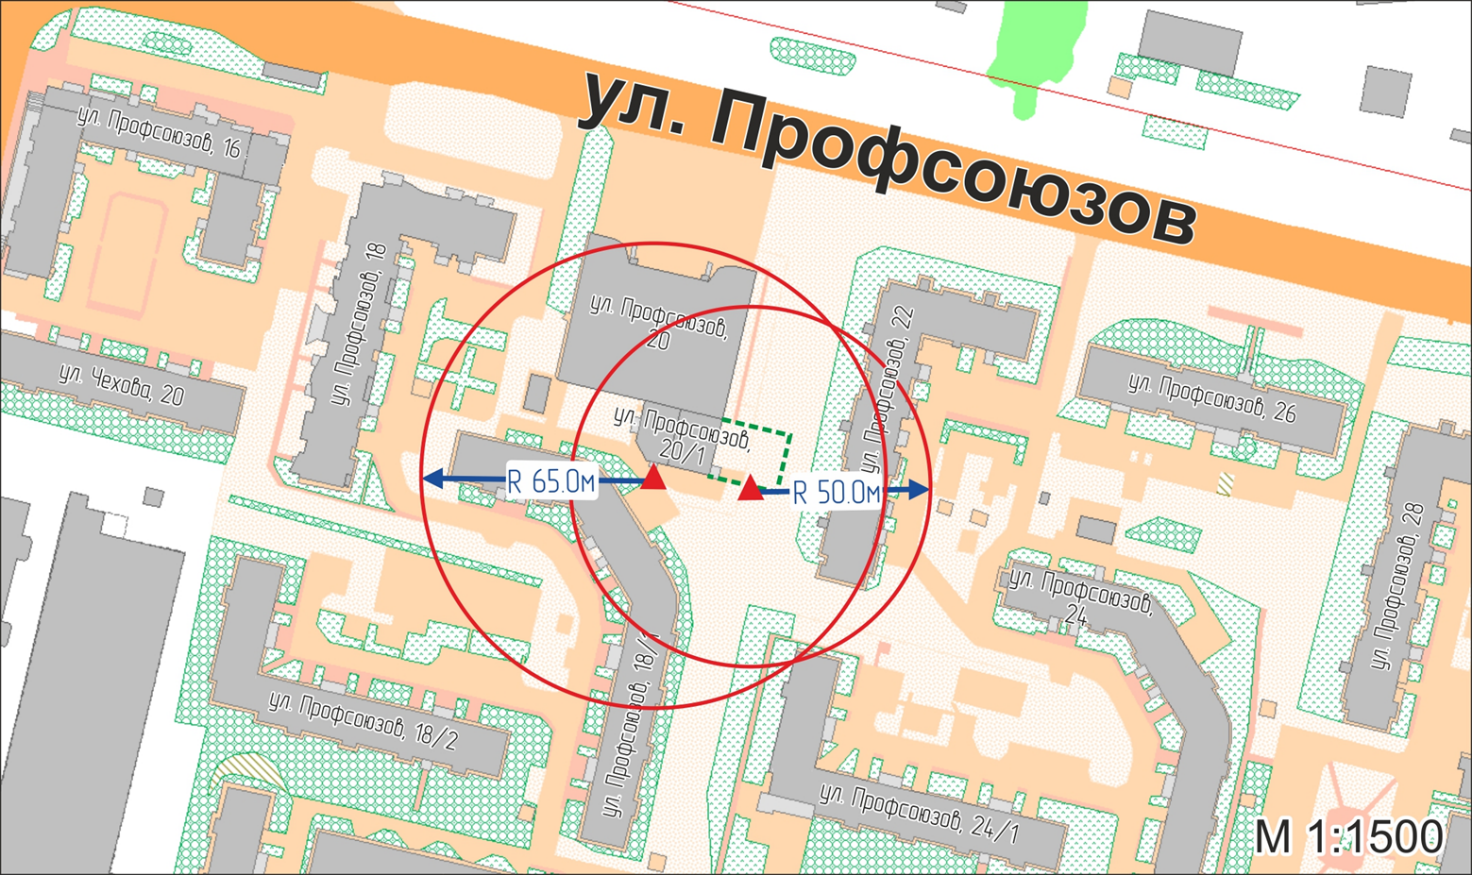 ул. Профсоюзов
ул. Профсоюзов, 16
ул. Профсоюзов, 18
ул. Чехова, 20
ул. Профсоюзов,
20
ул. Профсоюзов,
20/1
ул. Профсоюзов, 22
ул. Профсоюзов, 26
R 65.0м
R 50.0м
ул. Профсоюзов,
24
ул. Профсоюзов, 28
ул. Профсоюзов, 18/1
ул. Профсоюзов, 18/2
ул. Профсоюзов, 24/1
М 1:1500